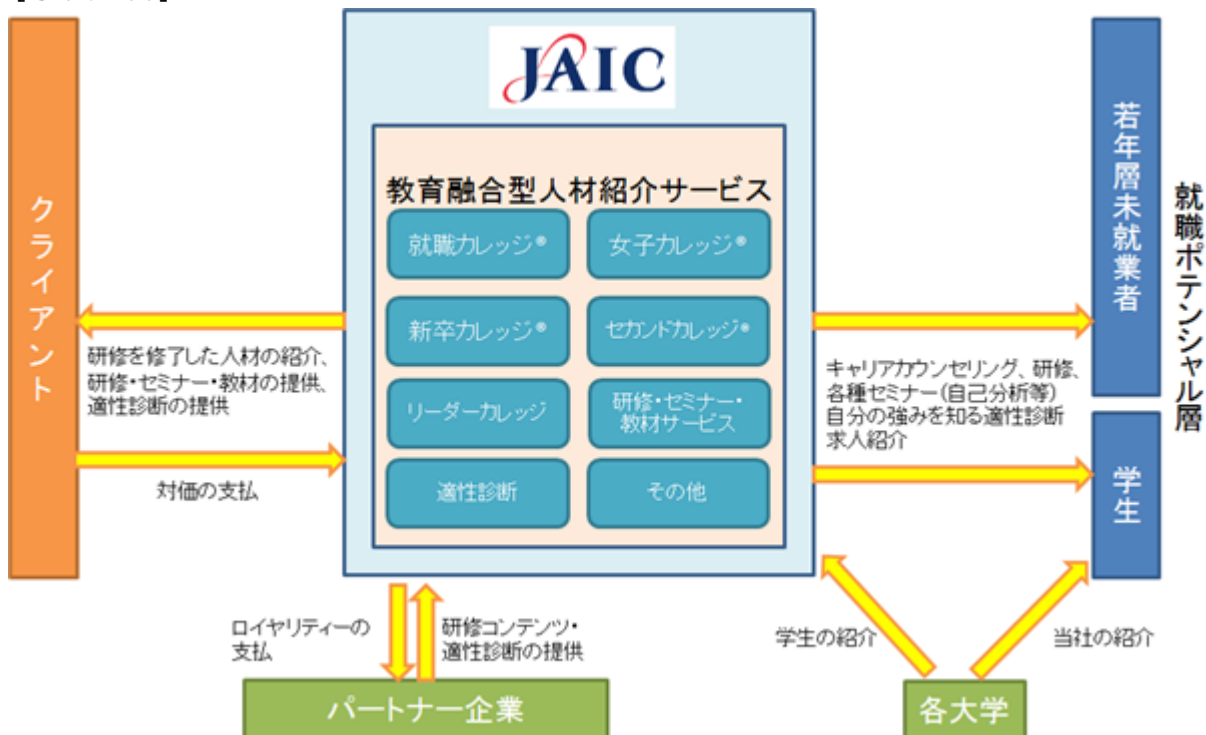 JAIC
教育融合型人材紹介サービス
就職カレッジ®
女子カレッジ®
新卒カレッジ®
セカンドカレッジ®
リーダーカレッジ
研修・セミナー・
教材サービス
適性診断
その他
クライアント
研修を修了した人材の紹介、
研修・セミナー・教材の提供、
適性診断の提供
対価の支払
若年層未就業者
就職ポテンシャル層
キャリアカウンセリング、研修、
各種セミナー(自己分析等)
自分の強みを知る適性診断
求人紹介
学生
ロイヤリティーの
支払
研修コンテンツ・
適性診断の提供
学生の紹介
当社の紹介
パートナー企業
各大学